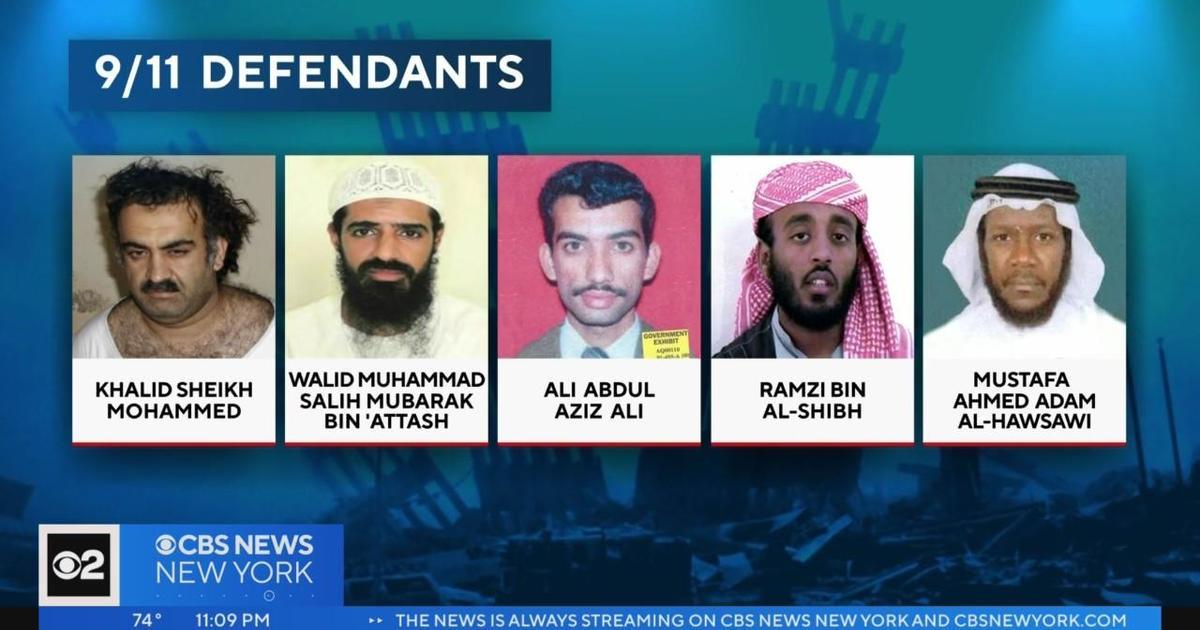 9/11 DEFENDANTS
GOVERNMENT
EXHIBIT
KHALID SHEIKH
MOHAMMED
WALID MUHAMMAD
SALIH MUBARAK
BIN 'ATTASH
ALI ABDUL
AZIZ ALI
RAMZI BIN
AL-SHIBH
MUSTAFA
AHMED ADAM
AL-HAWSAWI
2
CBS NEWS
NEW YORK
74° 11:09 PM THE NEWS IS ALWAYS STREAMING ON CBS NEWS NEW YORK AND CBSNEWYORK.COM